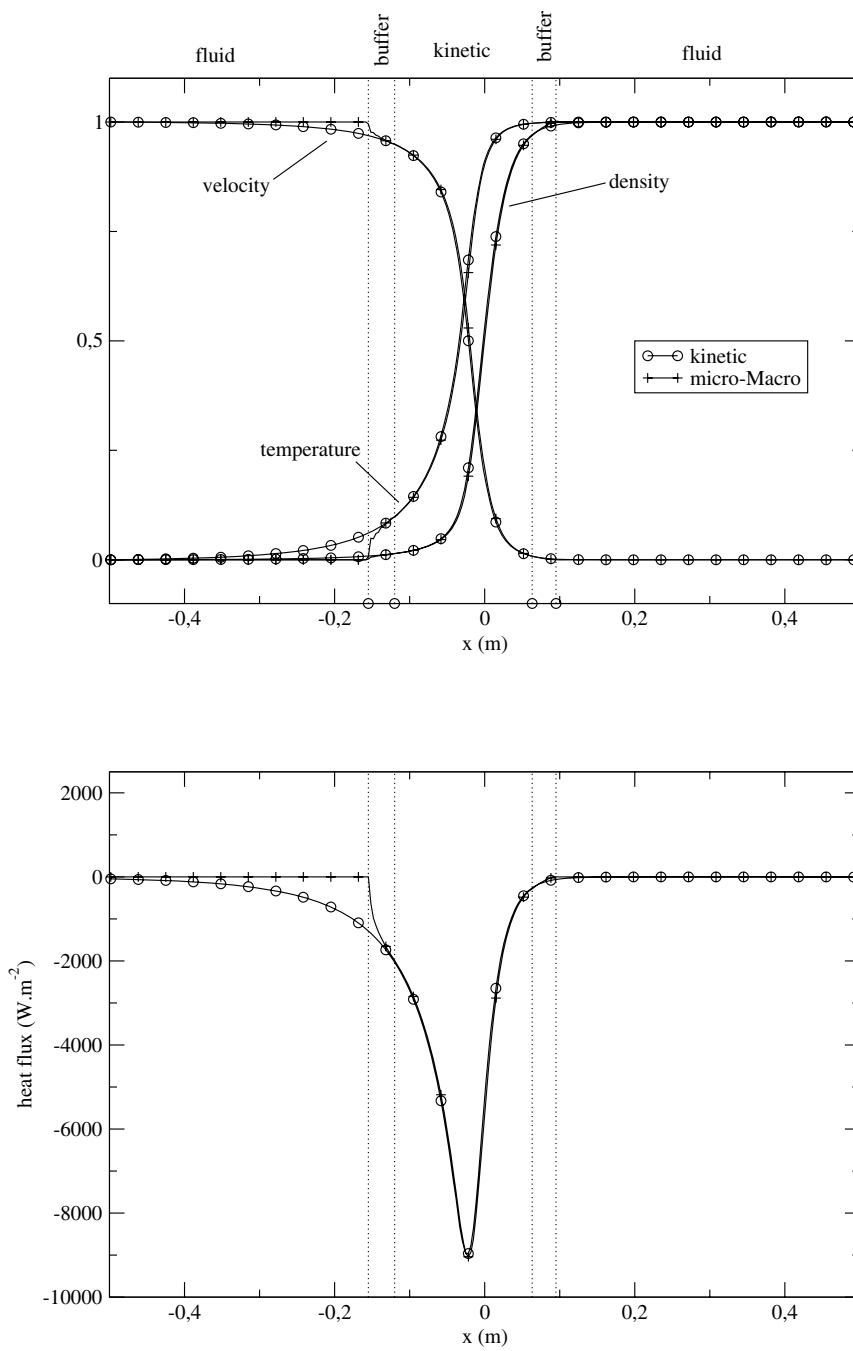 fluid buffer kinetic buffer fluid
1
velocity
density
0,5
kinetic
micro-Macro
temperature
0
-0,4 -0,2 0 0,2 0,4
x (m)
2000
0
-2000
-4000
-6000
-8000
-10000
heat flux (W.m-2)
-0,4 -0,2 0 0,2 0,4
x (m)